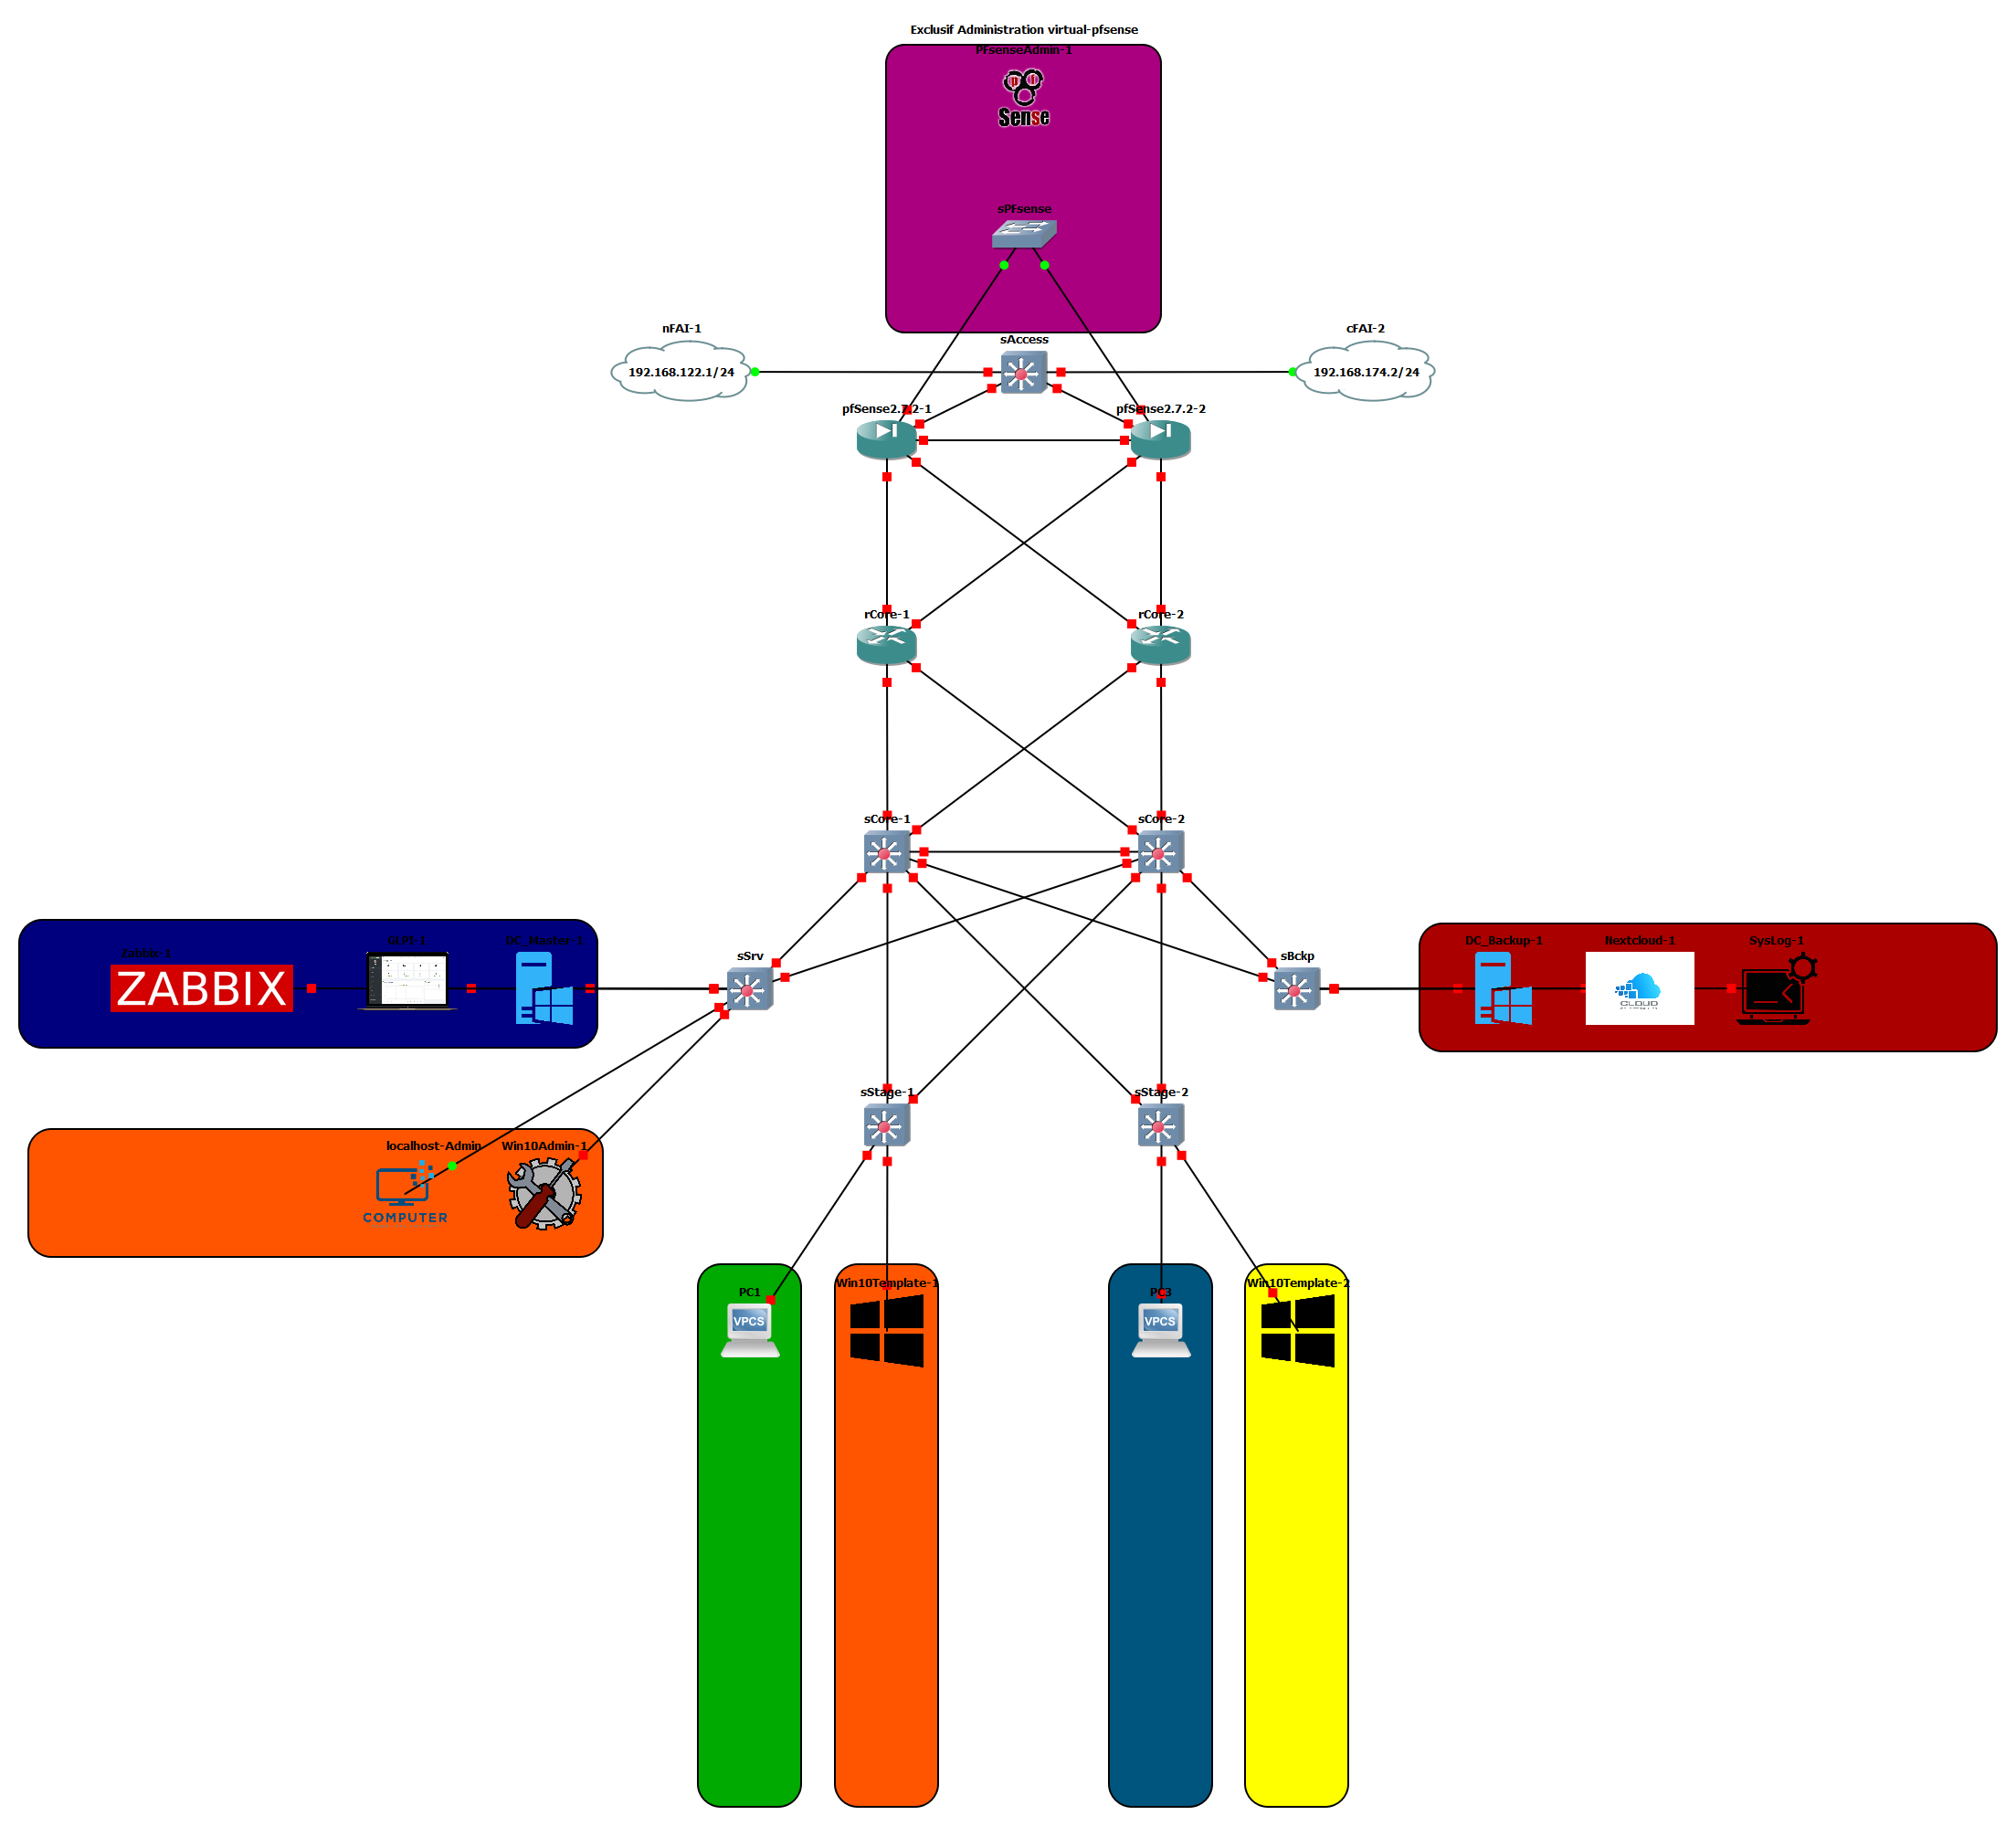 Exclusif Administration virtual-pfsense
PFsenseAdmin-1
pf
Sense
sPFsense
nFAI-1
192.168.122.1/24
sAccess
cFAI-2
192.168.174.2/24
pfSense2.7.2-1
pfSense2.7.2-2
rCore-1
rCore-2
sCore-1
sCore-2
Zabbix-1
ZABBIX
GLPI-1
DC-Master-1
sSrv
sBckp
DC_Backup-1
Nextcloud-1
CLOUD
SysLog-1
sStage-1
sStage-2
localhost-Admin
COMPUTER
Win10Admin-1
PC1
VPCS
Win10Template-1
PC3
VPCS
Win10Template-2